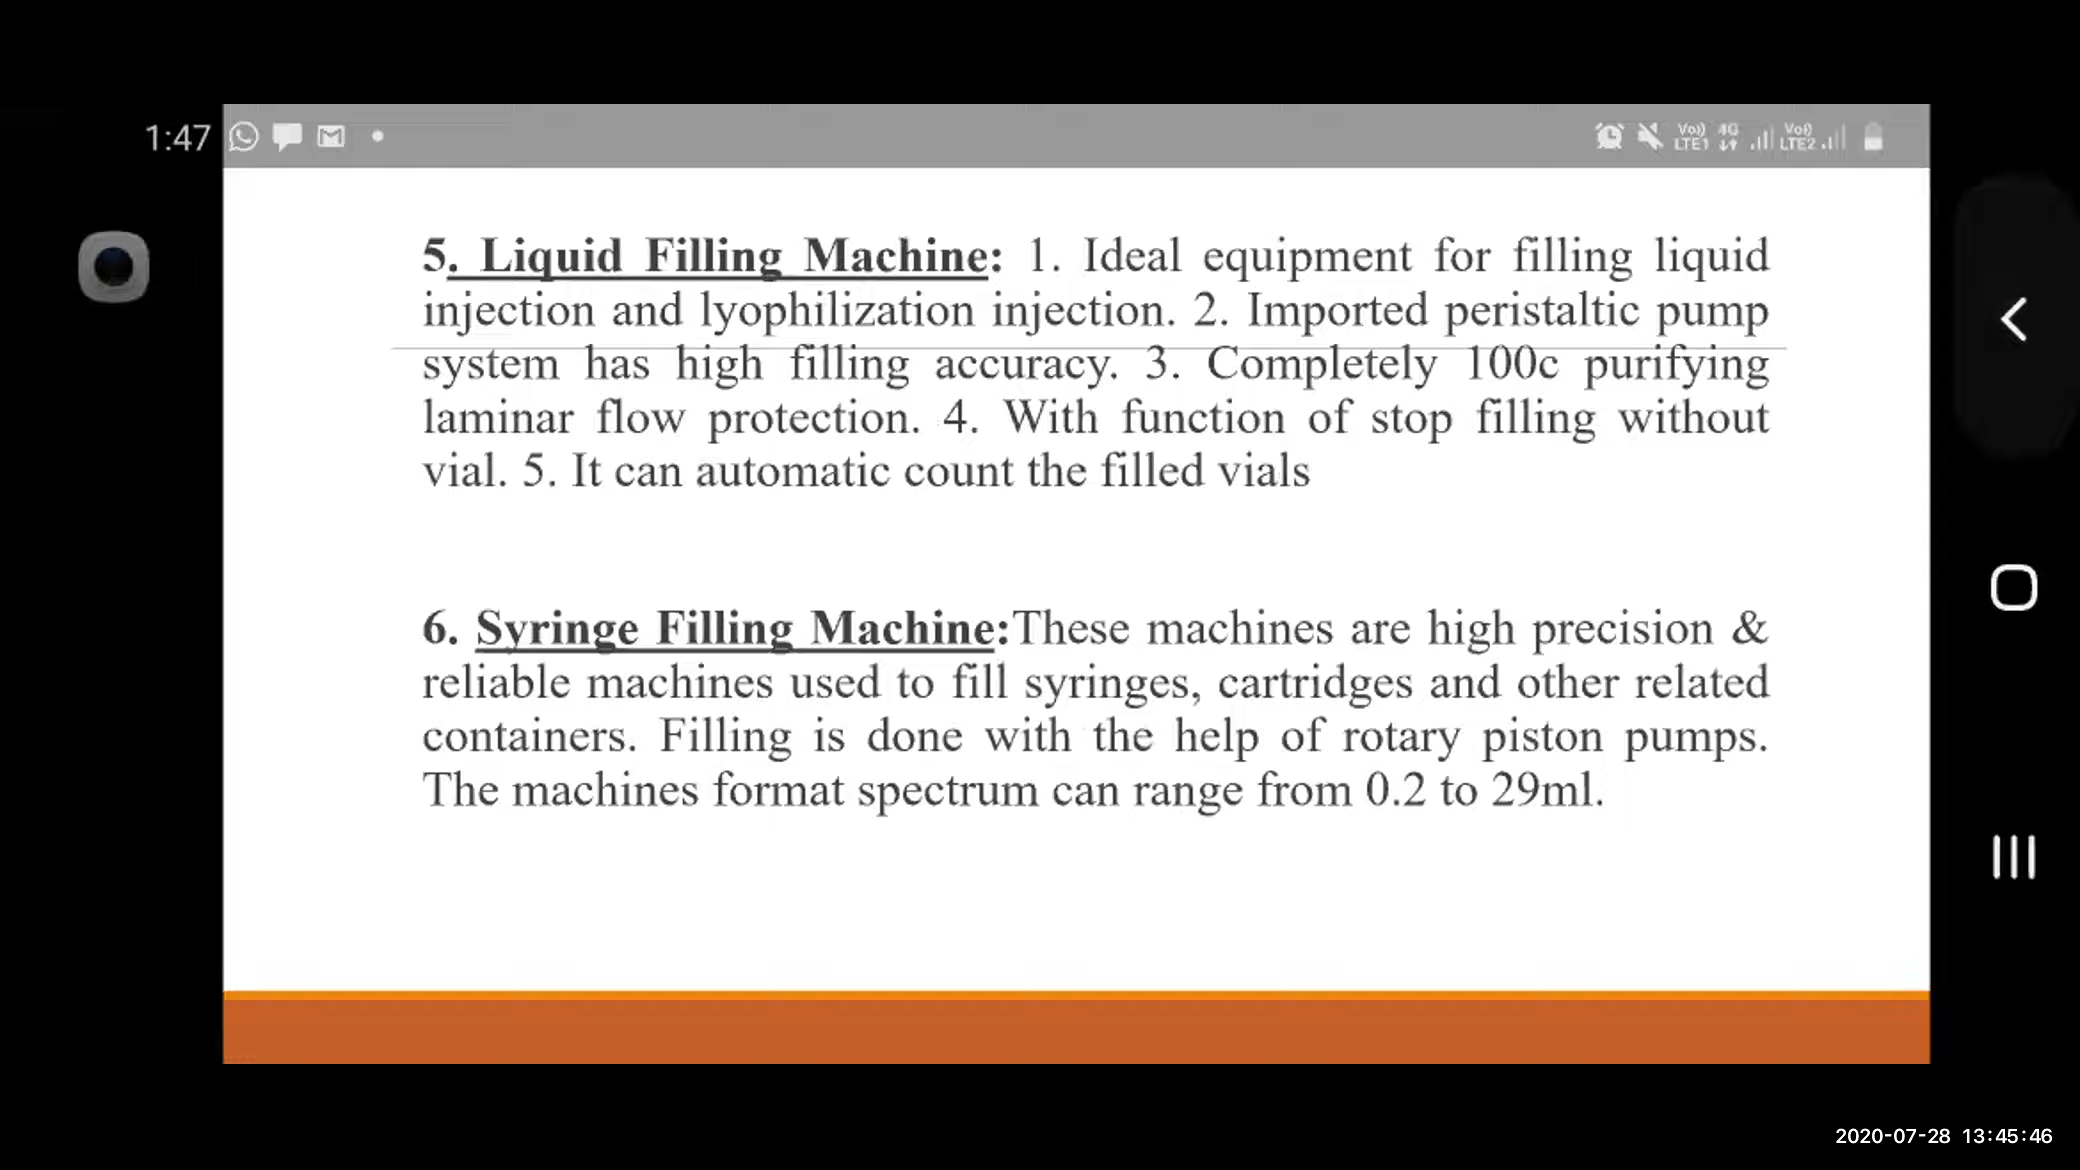 1:47
Vo)) LTE1 4G Vo)) LTE2
5. Liquid Filling Machine: 1. Ideal equipment for filling liquid
injection and lyophilization injection. 2. Imported peristaltic pump
system has high filling accuracy. 3. Completely 100c purifying
laminar flow protection. 4. With function of stop filling without
vial. 5. It can automatic count the filled vials
6. Syringe Filling Machine:These machines are high precision &
reliable machines used to fill syringes, cartridges and other related
containers. Filling is done with the help of rotary piston pumps.
The machines format spectrum can range from 0.2 to 29ml.
2020-07-28 13:45:46